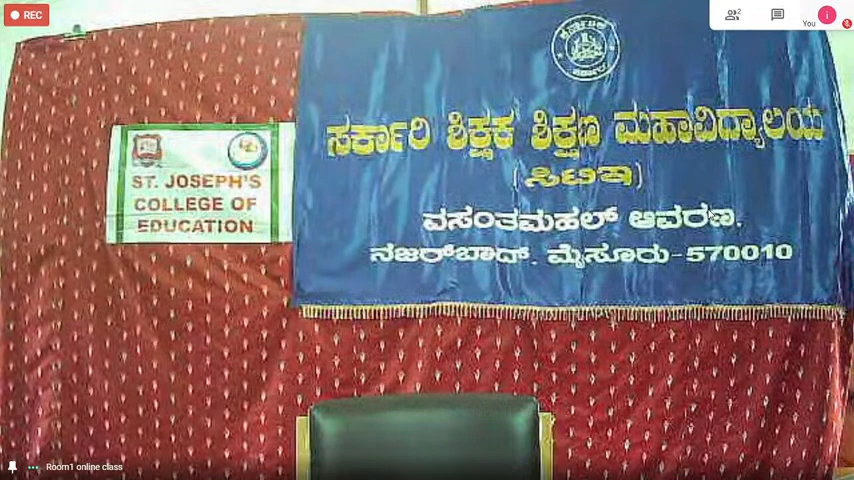 REC
2
You
i
ಸರ್ಕಾರಿ ಶಿಕ್ಷಕ ಶಿಕ್ಷಣ ಮಹಾವಿದ್ಯಾಲಯ
(ಸಿಟಿಇ)
ವಸಂತಮಹಲ್ ಆವರಣ.
ನಜರ್‌ಬಾದ್. ಮೈಸೂರು-570010
ST. JOSEPH'S
COLLEGE OF
EDUCATION
Room1 online class